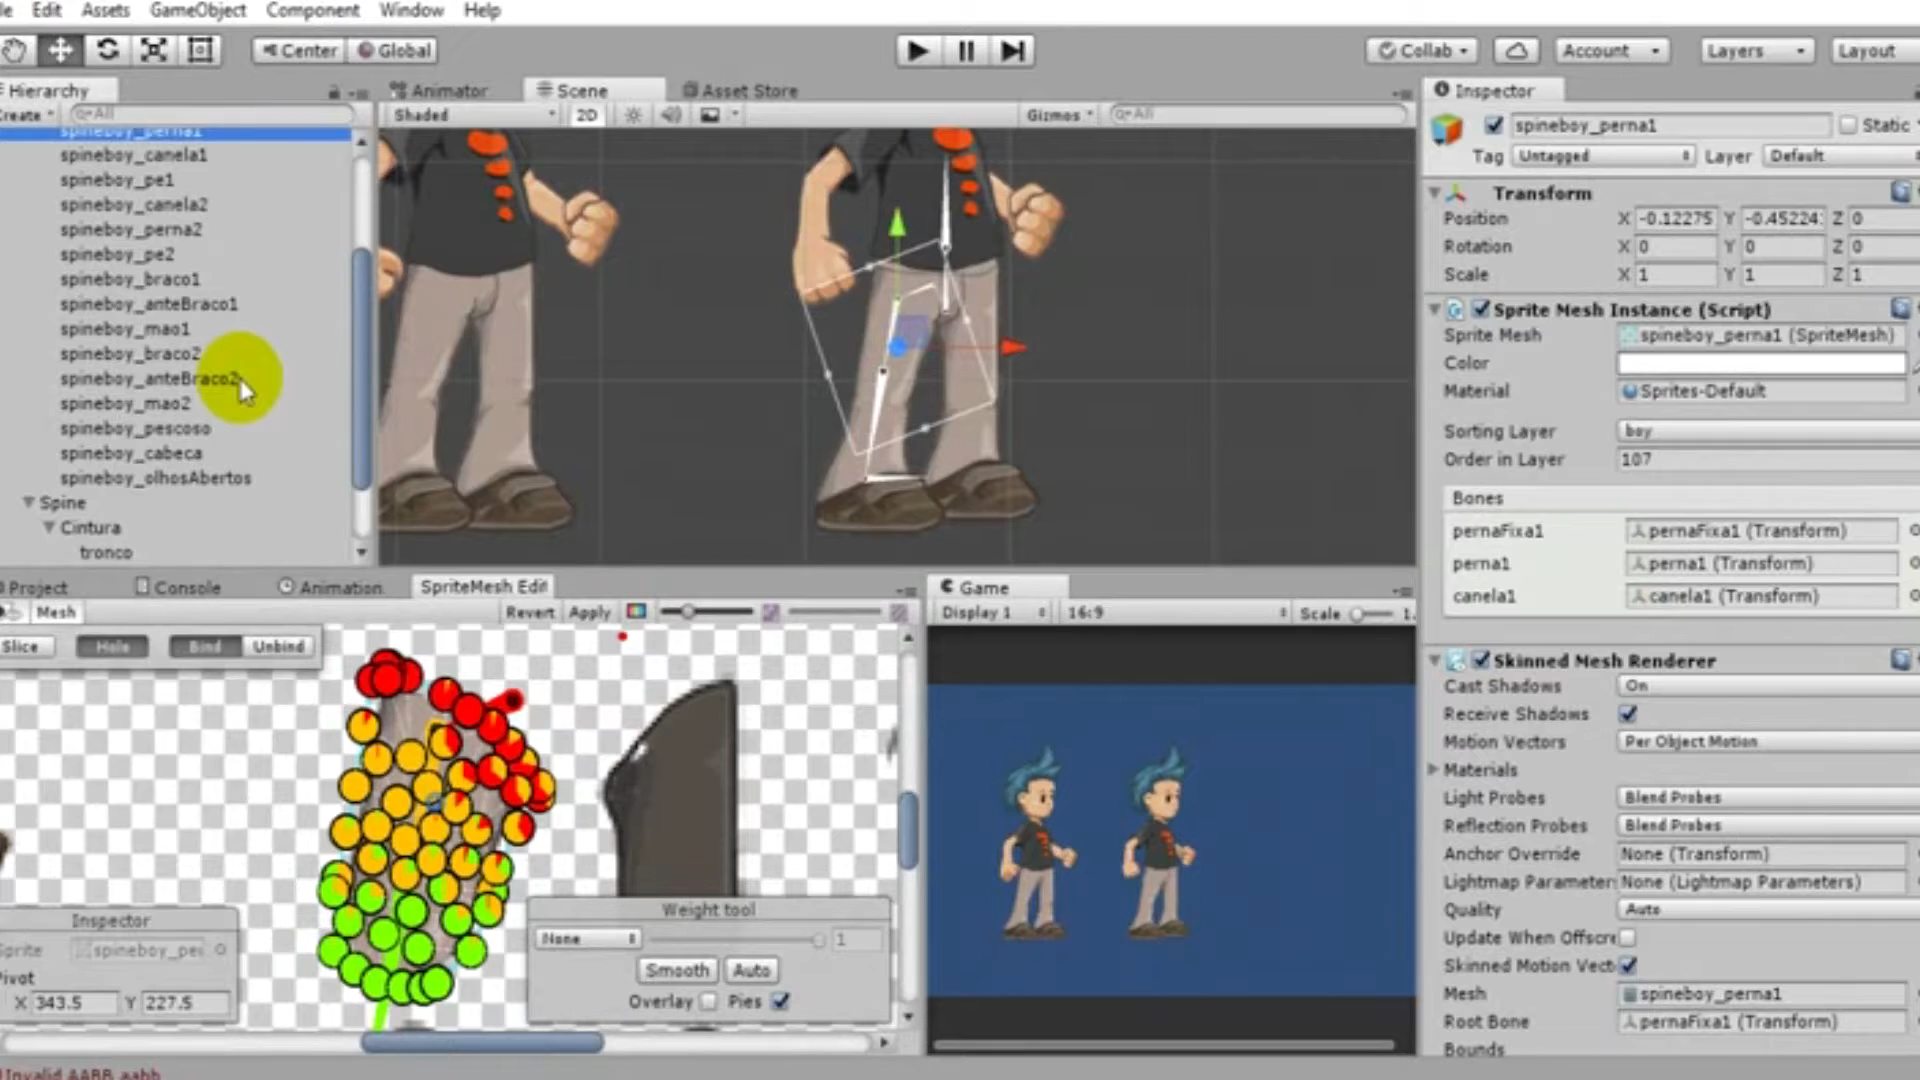 Edit Assets GameObject Component Window Help
Center Global Collab Account Layers Layout
Hierarchy
Create All
spineboy_perna1
spineboy_canela1
spineboy_pe1
spineboy_canela2
spineboy_perna2
spineboy_pe2
spineboy_braco1
spineboy_anteBraco1
spineboy_mao1
spineboy_braco2
spineboy_anteBraco2
spineboy_mao2
spineboy_pescoso
spineboy_cabeca
spineboy_olhosAbertos
Spine
Cintura
tronco
Animator Scene Asset Store
Shaded 2D Gizmos All
Inspector
spineboy_perna1 Static
Tag Untagged Layer Default
Transform
Position X -0.12275 Y -0.45224 Z 0
Rotation X 0 Y 0 Z 0
Scale X 1 Y 1 Z 1
Sprite Mesh Instance (Script)
Sprite Mesh spineboy_perna1 (SpriteMesh)
Color
Material Sprites-Default
Sorting Layer boy
Order in Layer 107
Bones
pernaFixa1 pernaFixa1 (Transform)
perna1 perna1 (Transform)
canela1 canela1 (Transform)
Skinned Mesh Renderer
Cast Shadows On
Receive Shadows
Motion Vectors Per Object Motion
Materials
Light Probes Blend Probes
Reflection Probes Blend Probes
Anchor Override None (Transform)
Lightmap Parameter None (Lightmap Parameters)
Quality Auto
Update When Offscre
Skinned Motion Vect
Mesh spineboy_perna1
Root Bone pernaFixa1 (Transform)
Bounds
Project Console Animation SpriteMesh Edit
Mesh Revert Apply
Slice Hole Bind Unbind
Inspector
Sprite spineboy_per
Pivot
X 343.5 Y 227.5
Weight tool
None 1
Smooth Auto
Overlay Pies
Game
Display 1 16:9 Scale 1.
Invalid AABB aabb